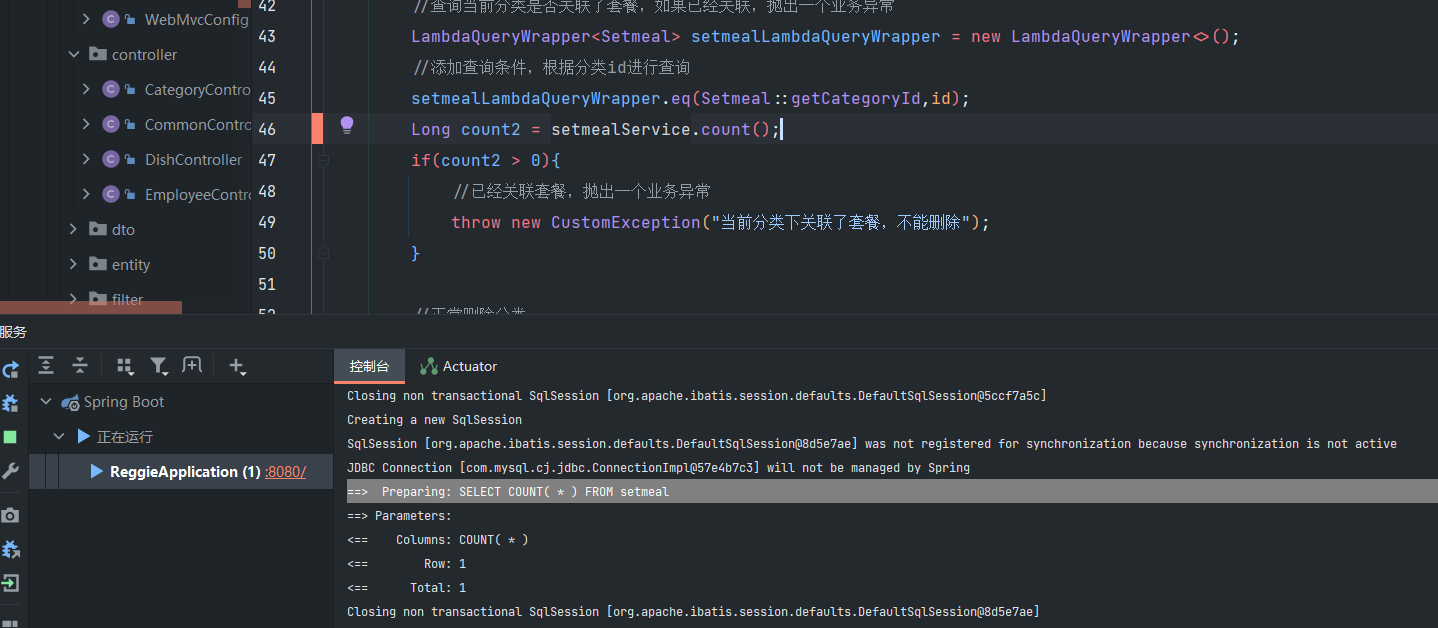 WebMvcConfig
controller
CategoryContro
CommonContro
DishController
EmployeeContro
dto
entity
filter
42 //查询当前分类是否关联了套餐，如果已经关联，抛出一个业务异常
43 LambdaQueryWrapper<Setmeal> setmealLambdaQueryWrapper = new LambdaQueryWrapper<>();
44 //添加查询条件，根据分类id进行查询
45 setmealLambdaQueryWrapper.eq(Setmeal::getCategoryId,id);
46 Long count2 = setmealService.count();
47 if(count2 > 0){
48 //已经关联套餐，抛出一个业务异常
49 throw new CustomException("当前分类下关联了套餐，不能删除");
50 }
51
52 //正常删除分类
服务
Spring Boot
正在运行
ReggieApplication (1) :8080/
控制台 Actuator
Closing non transactional SqlSession [org.apache.ibatis.session.defaults.DefaultSqlSession@5ccf7a5c]
Creating a new SqlSession
SqlSession [org.apache.ibatis.session.defaults.DefaultSqlSession@8d5e7ae] was not registered for synchronization because synchronization is not active
JDBC Connection [com.mysql.cj.jdbc.ConnectionImpl@57e4b7c3] will not be managed by Spring
==>  Preparing: SELECT COUNT( * ) FROM setmeal
==> Parameters:
<==    Columns: COUNT( * )
<==        Row: 1
<==      Total: 1
Closing non transactional SqlSession [org.apache.ibatis.session.defaults.DefaultSqlSession@8d5e7ae]